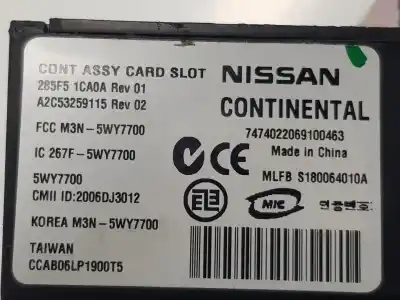 CONT ASSY CARD SLOT
NISSAN
285F5 1CA0A Rev 01
A2C53259115 Rev 02
CONTINENTAL
FCC M3N-5WY7700
7474022069100463
IC 267F-5WY7700
Made in China
5WY7700
MLFB S180064010A
CMII ID:2006DJ3012
MIC
KOREA M3N-5WY7700
TAIWAN
CCAB06LP1900T5